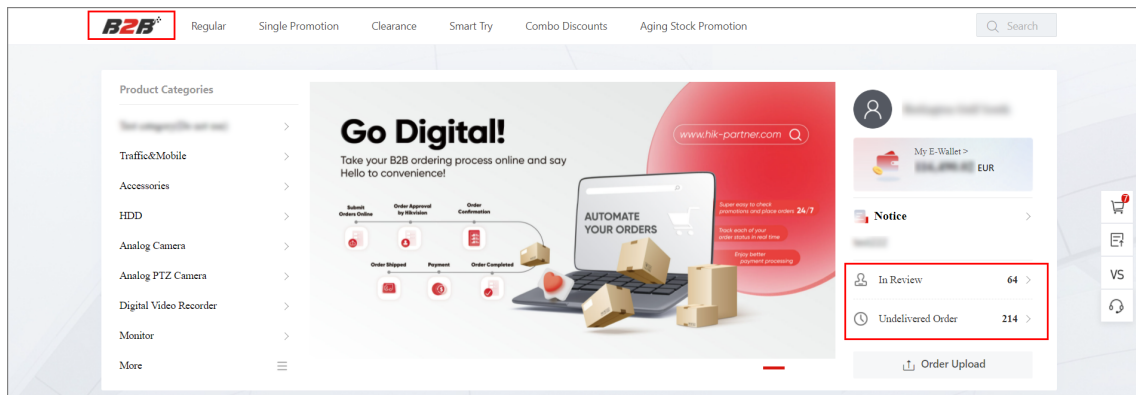 B2B
Regular
Single Promotion
Clearance
Smart Try
Combo Discounts
Aging Stock Promotion
Search
Product Categories
Traffic&Mobile
Accessories
HDD
Analog Camera
Analog PTZ Camera
Digital Video Recorder
Monitor
More
Go Digital!
Take your B2B ordering process online and say
Hello to convenience!
Submit
Orders Online
Order Approval
by Hikvision
Order
Confirmation
Order Shipped
Payment
Order Completed
www.hik-partner.com
AUTOMATE
YOUR ORDERS
Super easy to check
promotions and place orders 24/7
Track each of your
order status in real time
Enjoy better
payment processing
My E-Wallet >
EUR
Notice
In Review 64
Undelivered Order 214
Order Upload
7
VS